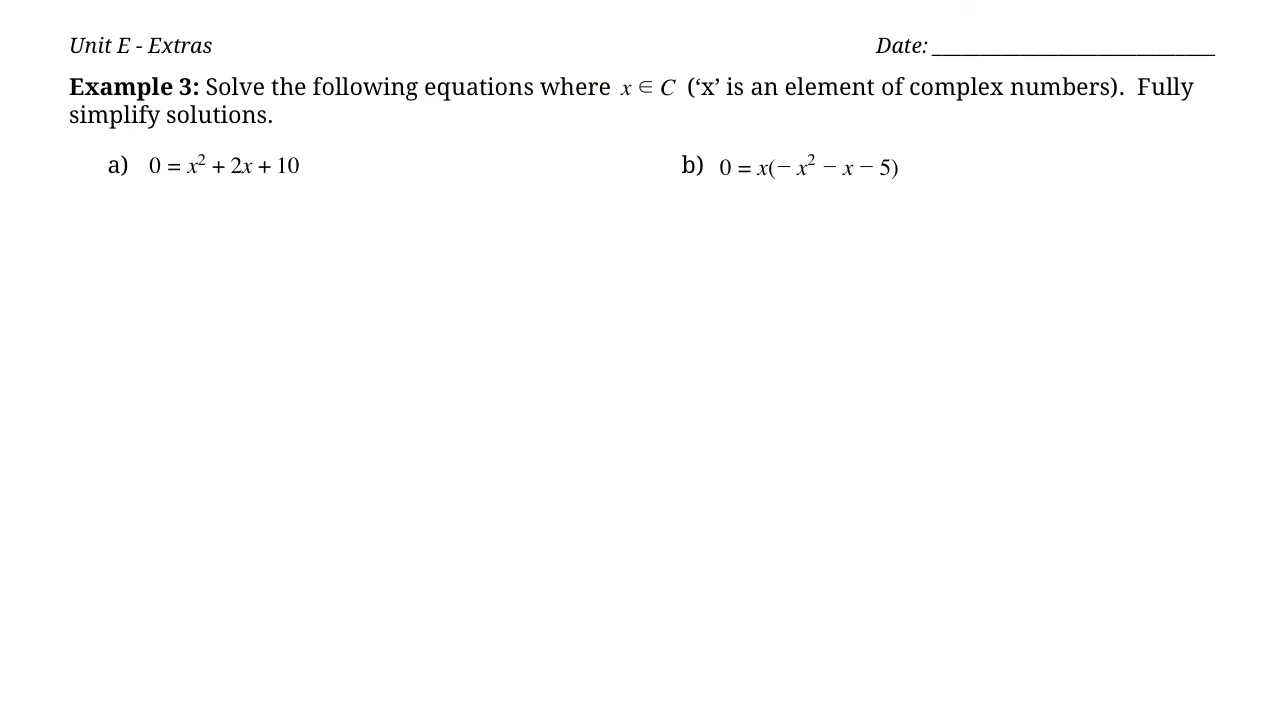 Unit E - Extras Date: __________________________
Example 3: Solve the following equations where x ∈ C (‘x’ is an element of complex numbers). Fully
simplify solutions.
a) 0 = x² + 2x + 10 b) 0 = x(− x² − x − 5)